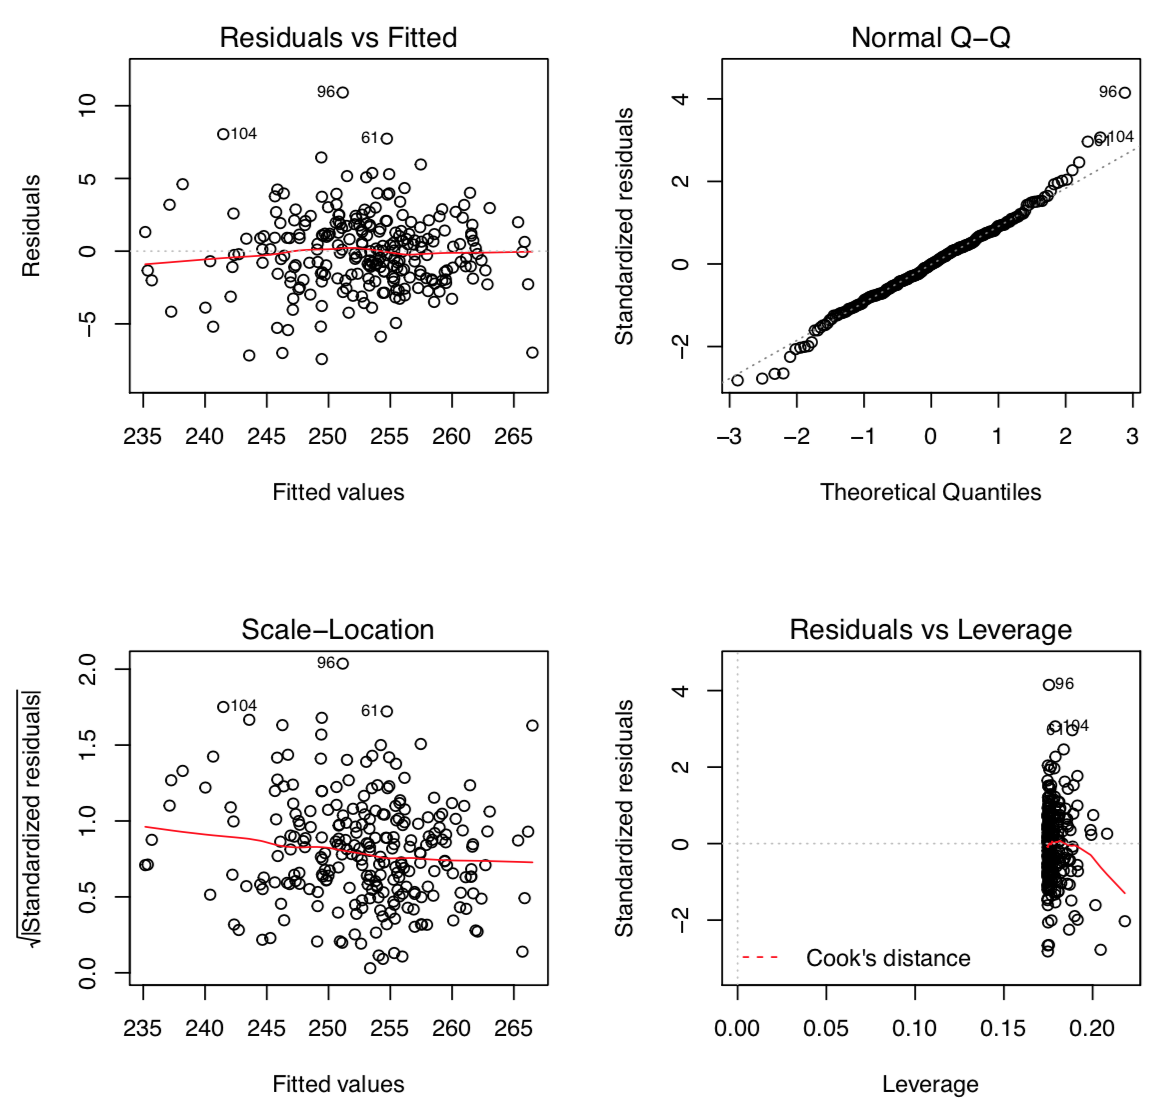 Residuals vs Fitted
Residuals
10
5
0
−5
96
104
61
235 240 245 250 255 260 265
Fitted values
Normal Q−Q
Standardized residuals
4
2
0
−2
96
61
104
−3 −2 −1 0 1 2 3
Theoretical Quantiles
Scale−Location
√|Standardized residuals|
2.0
1.5
1.0
0.5
0.0
96
104
61
235 240 245 250 255 260 265
Fitted values
Residuals vs Leverage
Standardized residuals
4
2
0
−2
96
61
104
Cook's distance
0.00 0.05 0.10 0.15 0.20
Leverage